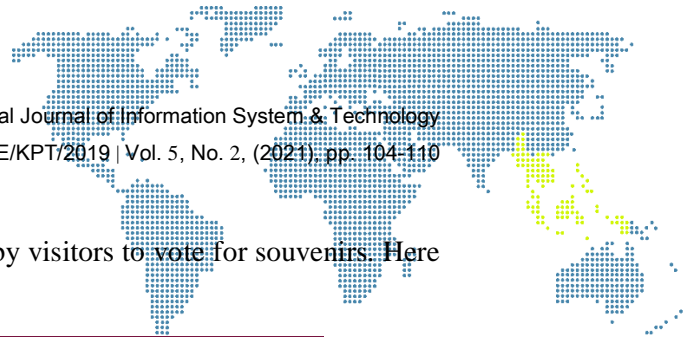 al Journal of Information System & Technology
E/KPT/2019 | Vol. 5, No. 2, (2021), pp. 104-110
by visitors to vote for souvenirs. Here